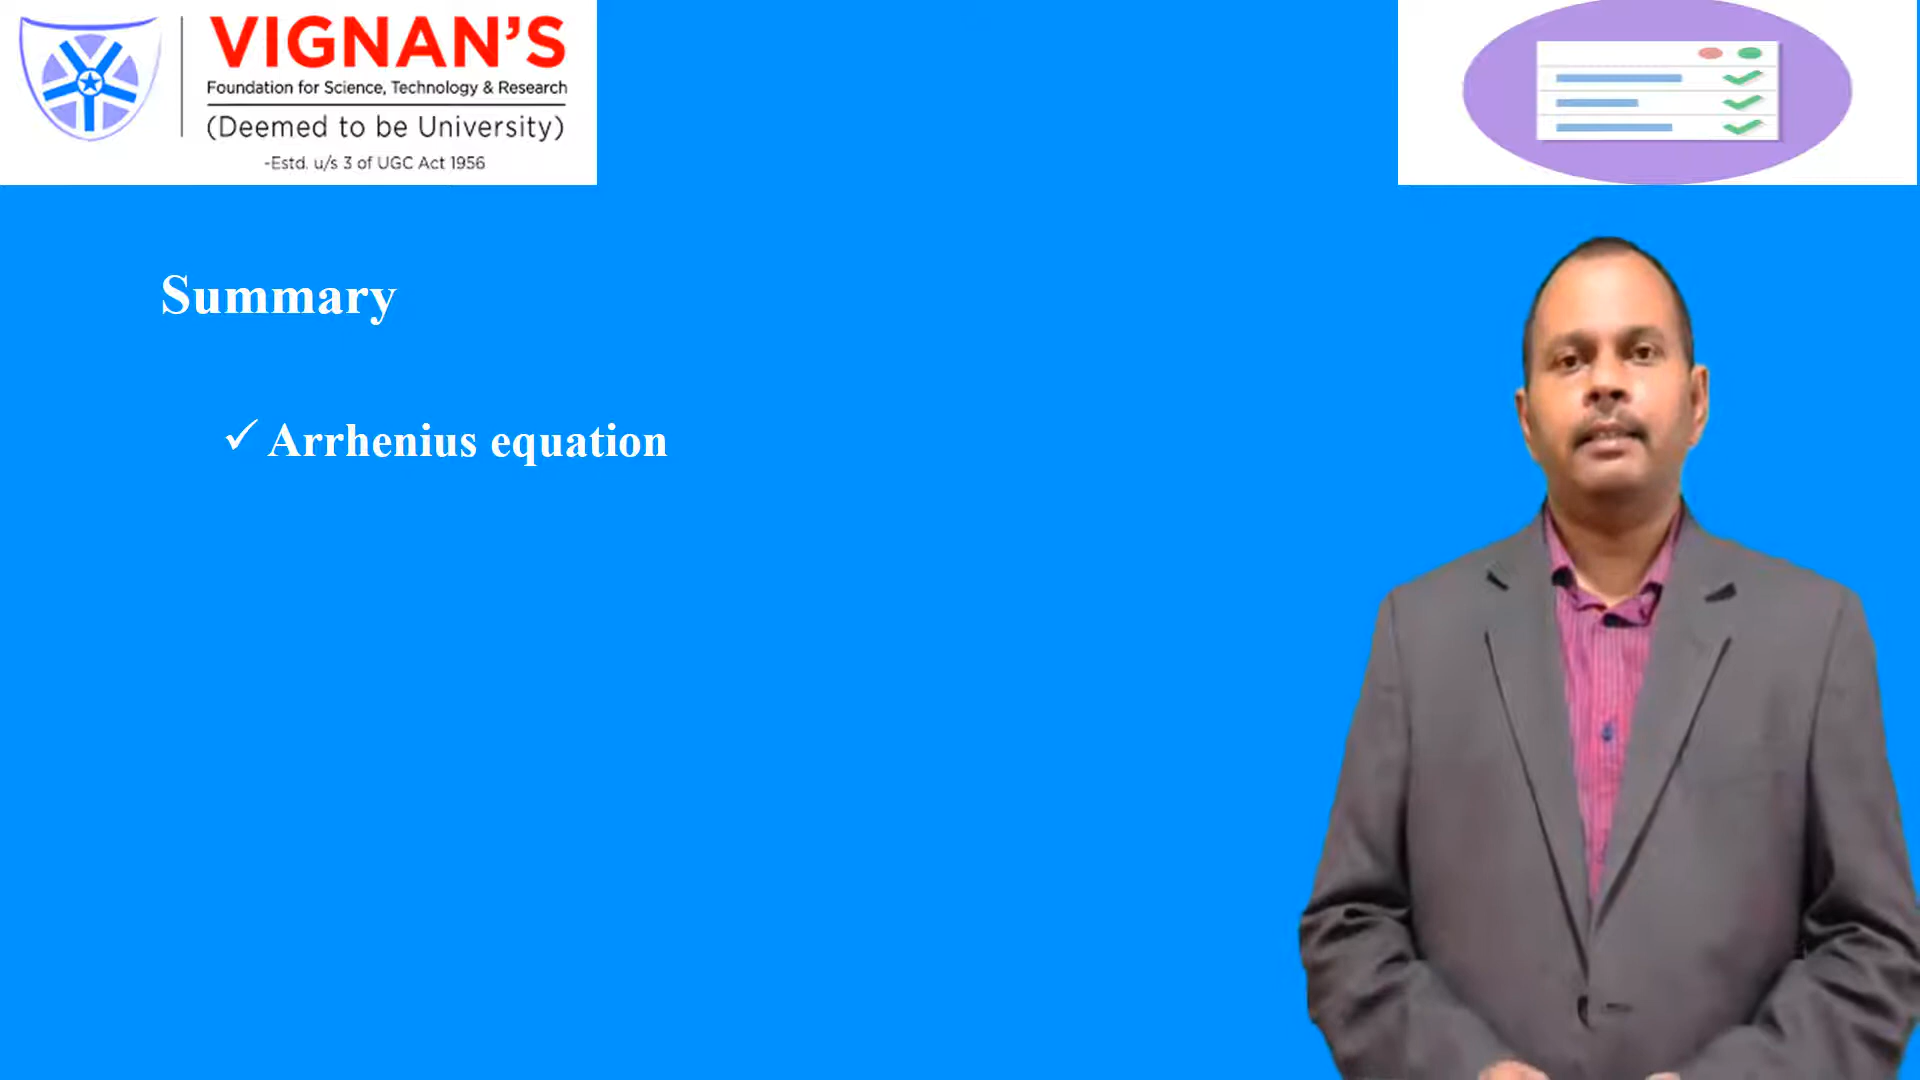 VIGNAN'S
Foundation for Science, Technology & Research
(Deemed to be University)
-Estd. u/s 3 of UGC Act 1956
Summary
✓ Arrhenius equation